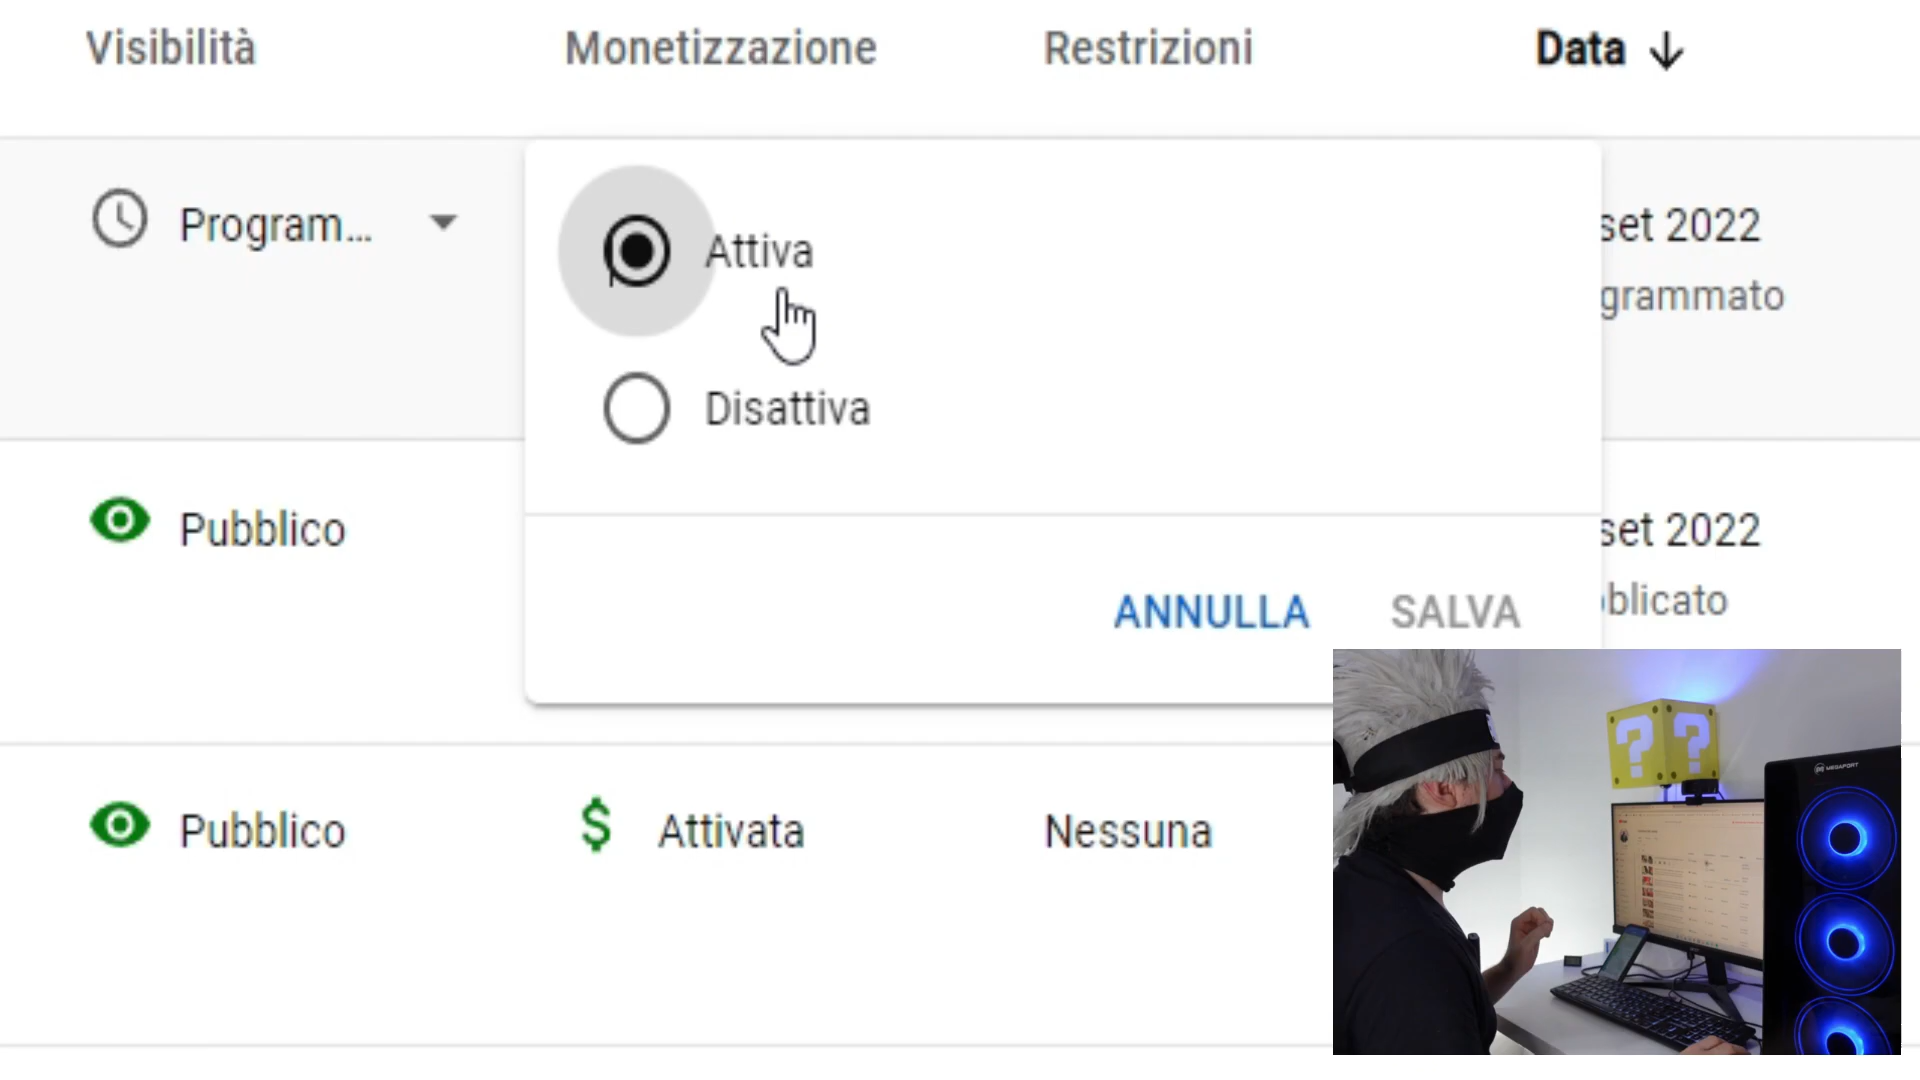 Visibilità Monetizzazione Restrizioni Data
Program... Attiva set 2022
grammato
Disattiva
Pubblico set 2022
ANNULLA SALVA blicato
Pubblico $ Attivata Nessuna
? ?
MEGAPORT